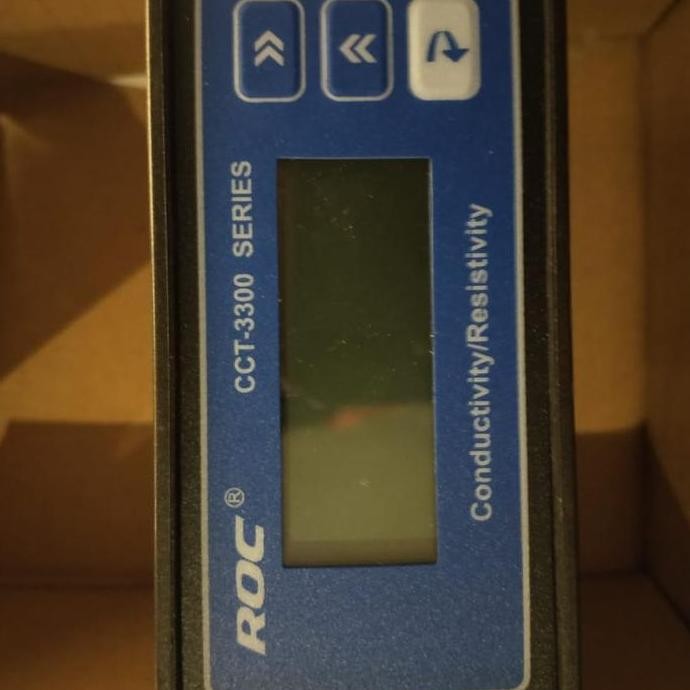 ROC®
CCT-3300 SERIES
Conductivity/Resistivity